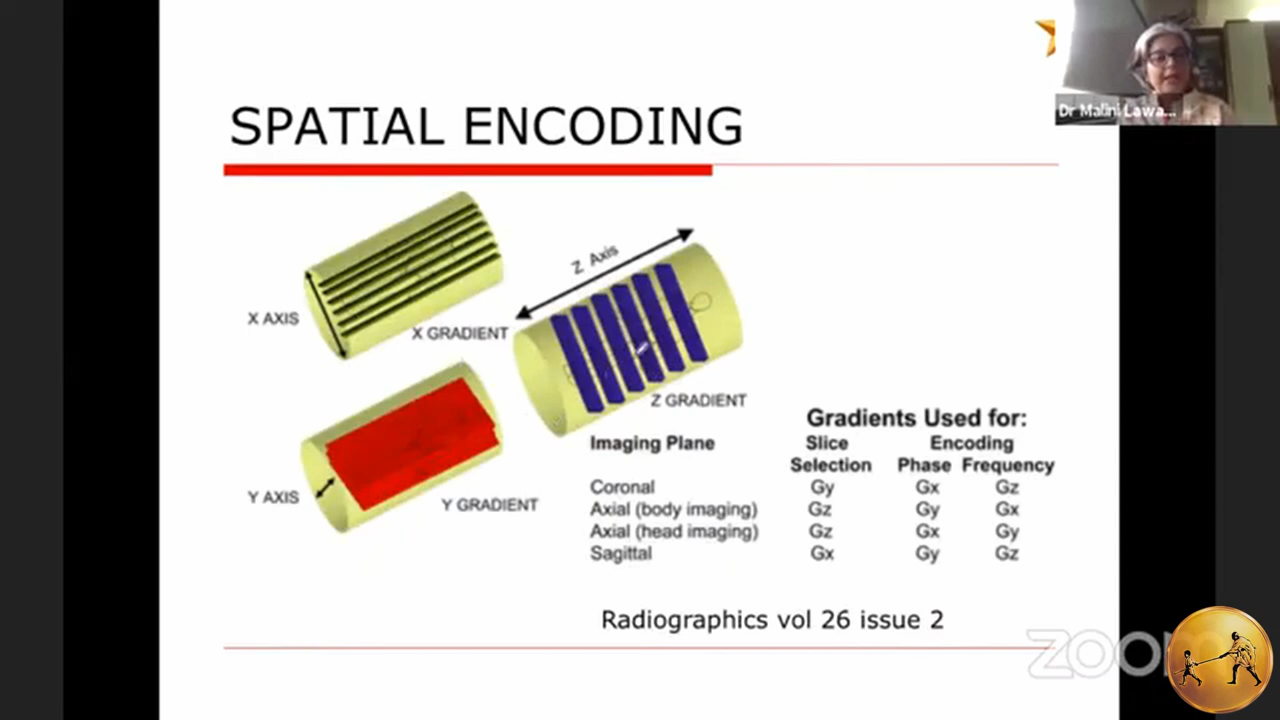 Dr Malini Lawa...
SPATIAL ENCODING
Z Axis
X AXIS
X GRADIENT
Z GRADIENT
Y AXIS
Y GRADIENT
Gradients Used for:
Imaging Plane Slice Encoding
Selection Phase Frequency
Coronal Gy Gx Gz
Axial (body imaging) Gz Gy Gx
Axial (head imaging) Gz Gx Gy
Sagittal Gx Gy Gz
Radiographics vol 26 issue 2
zoom